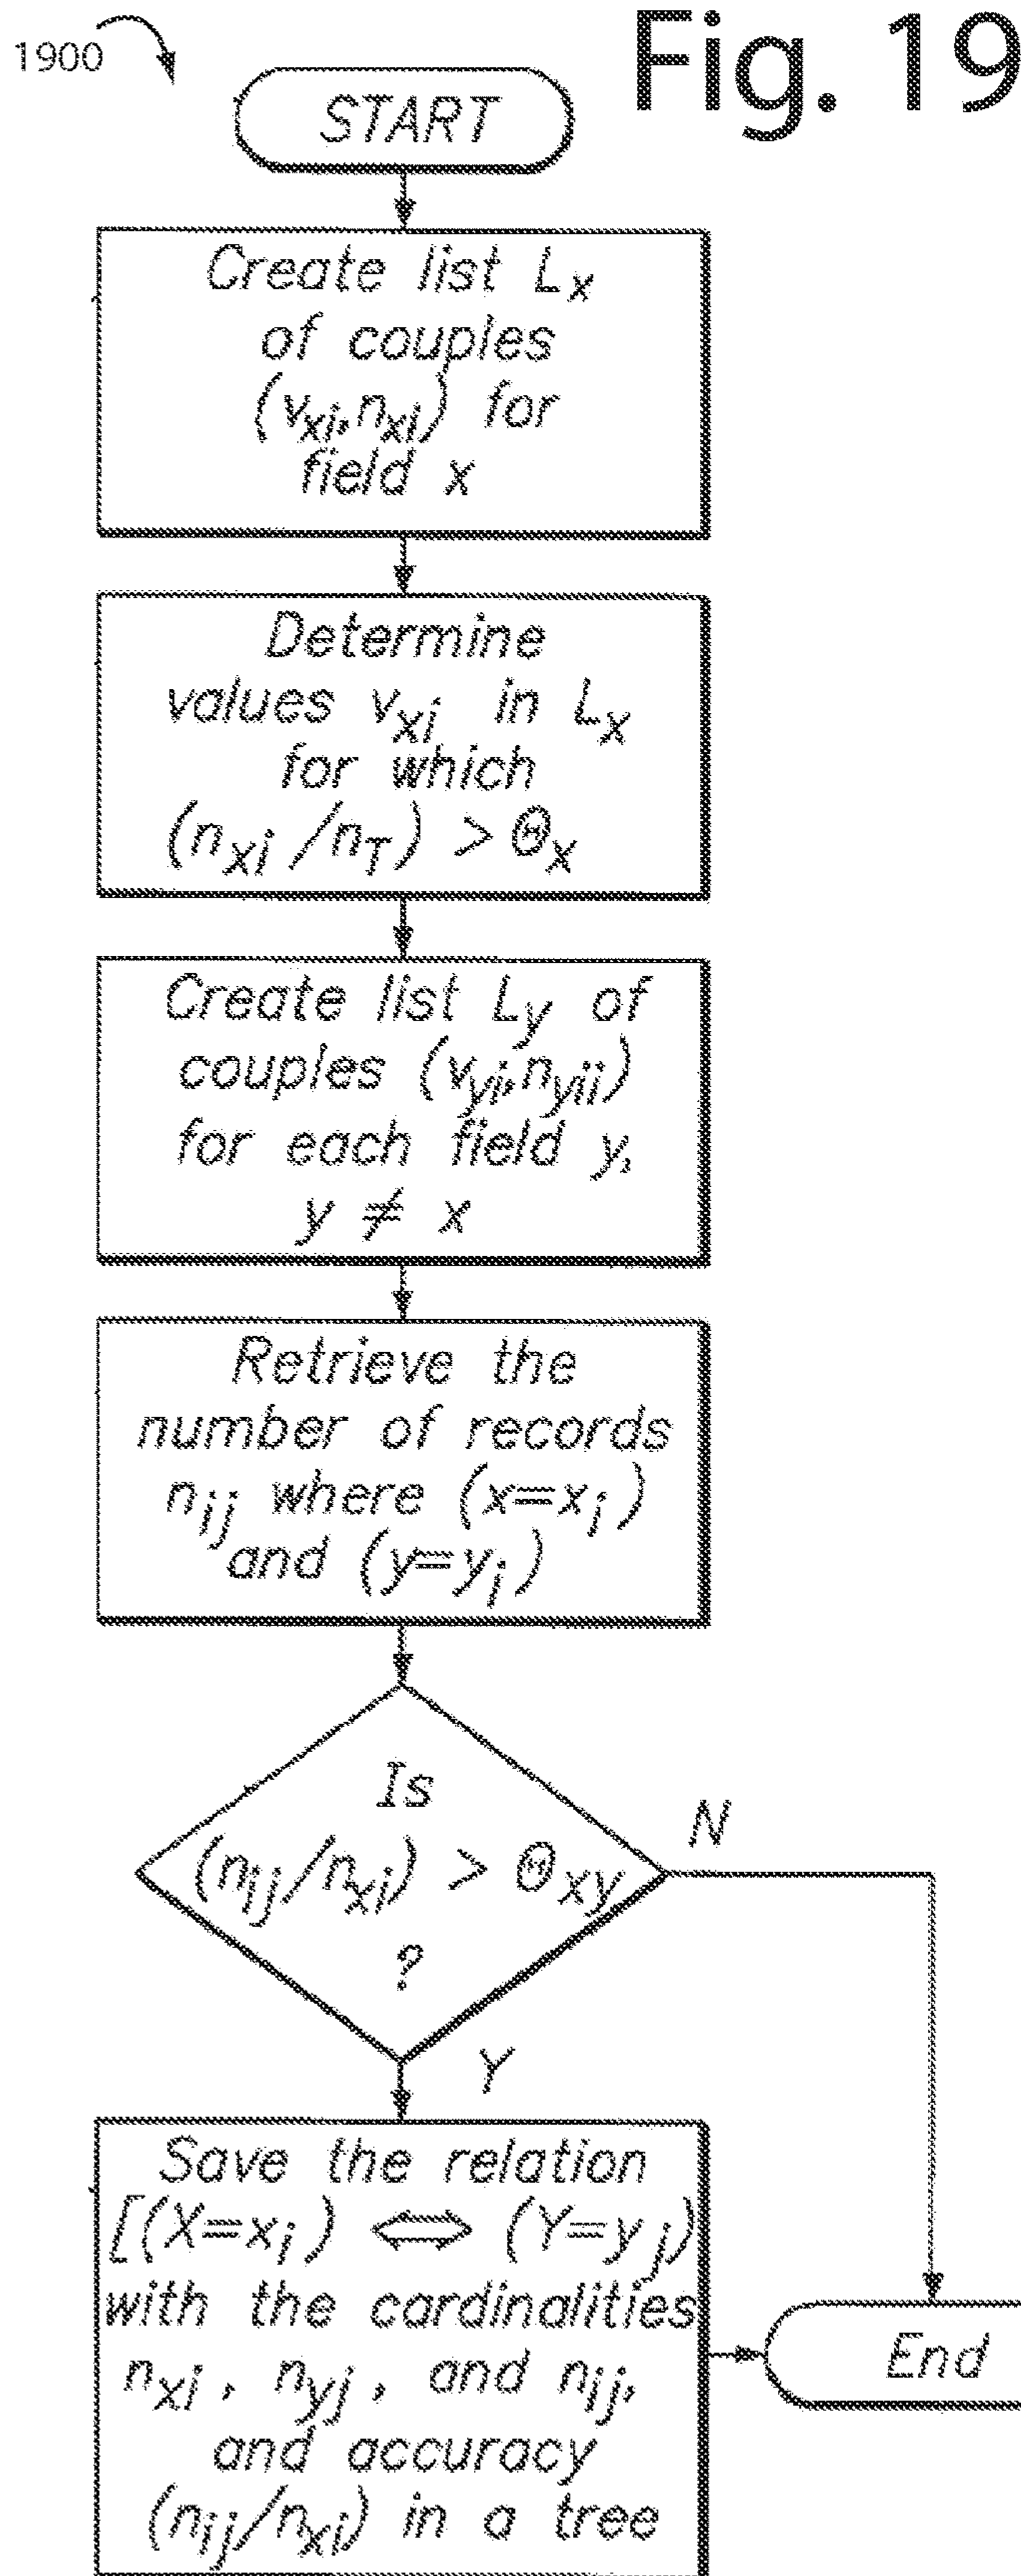 1900
Fig. 19
START
Create list Lx
of couples
(vxi,nxi) for
field x
Determine
values vxi in Lx
for which
(nxi /nT) > Θx
Create list Ly of
couples (vyi,nyii)
for each field y,
y ≠ x
Retrieve the
number of records
nij where (x=xi)
and (y=yi)
Is
(nij/nxi) > Θxy
?
N
Y
Save the relation
[(X=xi) ⟺ (Y=yj)
with the cardinalities
nxi, nyj, and nij,
and accuracy
(nij/nxi) in a tree
End